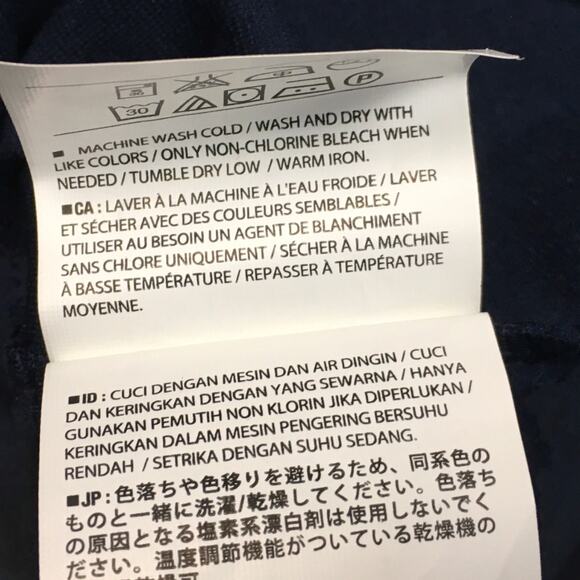 30
P
■ MACHINE WASH COLD / WASH AND DRY WITH
LIKE COLORS / ONLY NON-CHLORINE BLEACH WHEN
NEEDED / TUMBLE DRY LOW / WARM IRON.
■CA : LAVER À LA MACHINE À L'EAU FROIDE / LAVER
ET SÉCHER AVEC DES COULEURS SEMBLABLES /
UTILISER AU BESOIN UN AGENT DE BLANCHIMENT
SANS CHLORE UNIQUEMENT / SÉCHER À LA MACHINE
À BASSE TEMPÉRATURE / REPASSER À TEMPÉRATURE
MOYENNE.
■ID : CUCI DENGAN MESIN DAN AIR DINGIN / CUCI
DAN KERINGKAN DENGAN YANG SEWARNA / HANYA
GUNAKAN PEMUTIH NON KLORIN JIKA DIPERLUKAN /
KERINGKAN DALAM MESIN PENGERING BERSUHU
RENDAH / SETRIKA DENGAN SUHU SEDANG.
■JP : 色落ちや色移りを避けるため、同系色の
ものと一緒に洗濯/乾燥してください。色落ち
の原因となる塩素系漂白剤は使用しないでく
ださい。温度調節機能がついている乾燥機の